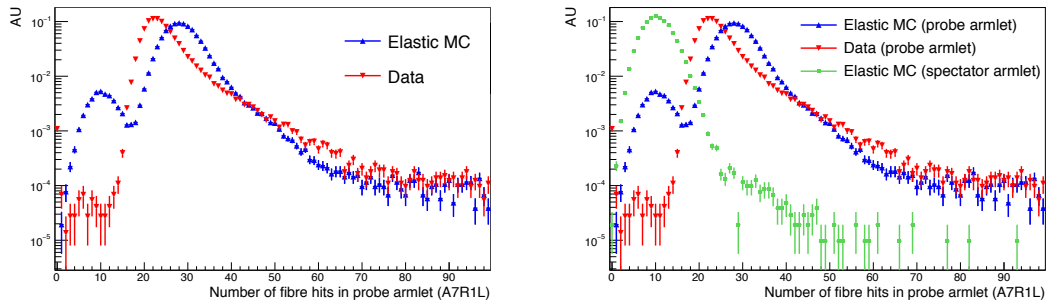 AU
10⁻¹
10⁻²
10⁻³
10⁻⁴
10⁻⁵
Elastic MC
Data
0 10 20 30 40 50 60 70 80 90
Number of fibre hits in probe armlet (A7R1L)
AU
10⁻¹
10⁻²
10⁻³
10⁻⁴
10⁻⁵
Elastic MC (probe armlet)
Data (probe armlet)
Elastic MC (spectator armlet)
0 10 20 30 40 50 60 70 80 90
Number of fibre hits in probe armlet (A7R1L)